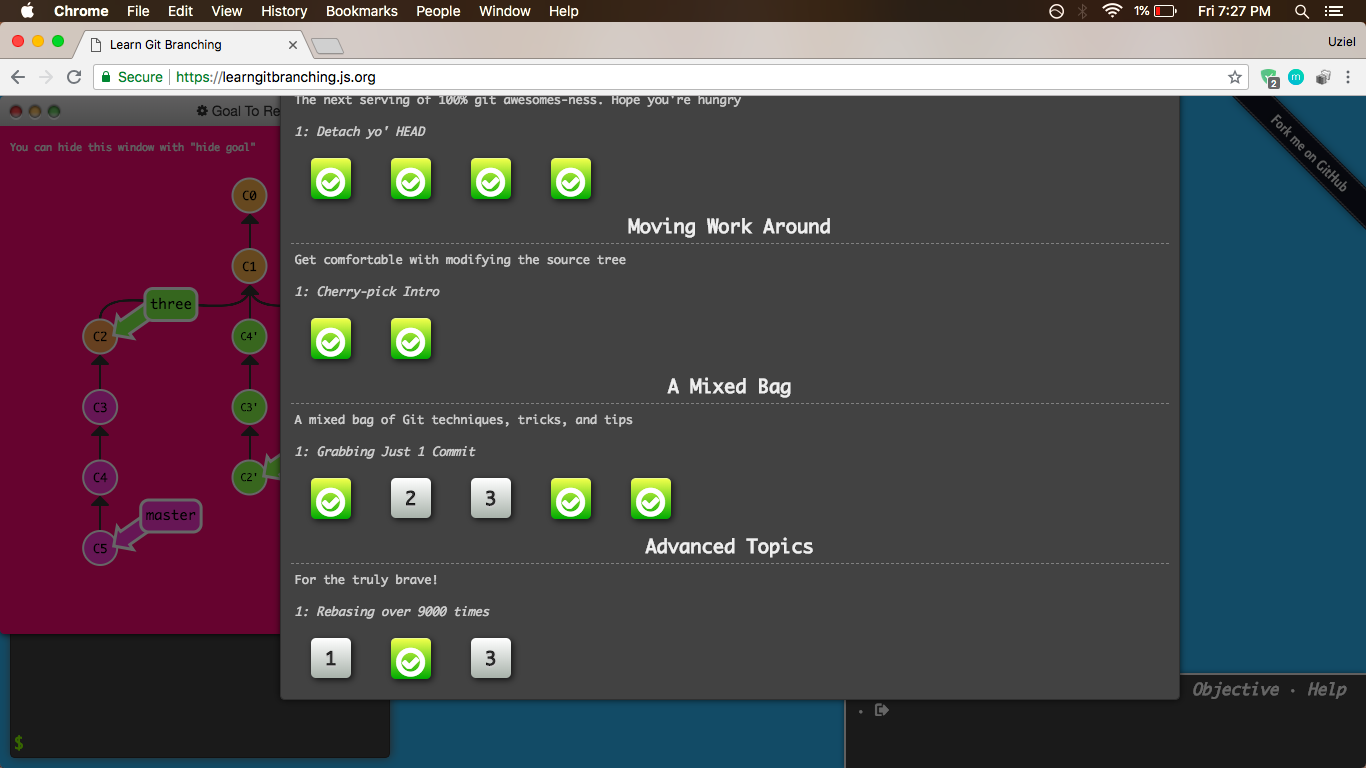 Chrome File Edit View History Bookmarks People Window Help 1% Fri 7:27 PM
Learn Git Branching
Uziel
Secure https://learngitbranching.js.org
2
m
Goal To Re
You can hide this window with "hide goal"
C0
C1
three
C2
C4'
C3
C3'
C4
C2'
master
C5
$
The next serving of 100% git awesomes-ness. Hope you're hungry
1: Detach yo' HEAD
Moving Work Around
Get comfortable with modifying the source tree
1: Cherry-pick Intro
A Mixed Bag
A mixed bag of Git techniques, tricks, and tips
1: Grabbing Just 1 Commit
2 3
Advanced Topics
For the truly brave!
1: Rebasing over 9000 times
1 3
Fork me on GitHub
Objective · Help